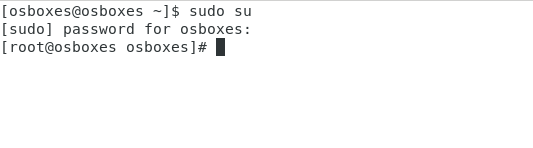 [osboxes@osboxes ~]$ sudo su
[sudo] password for osboxes:
[root@osboxes osboxes]#